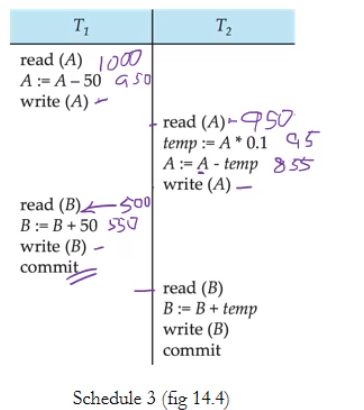 T1 T2
read (A) 1000
A := A − 50 950
write (A)
read (A) 950
temp := A * 0.1 95
A := A - temp 855
write (A)
read (B) 500
B := B + 50 550
write (B)
commit
read (B)
B := B + temp
write (B)
commit
Schedule 3 (fig 14.4)